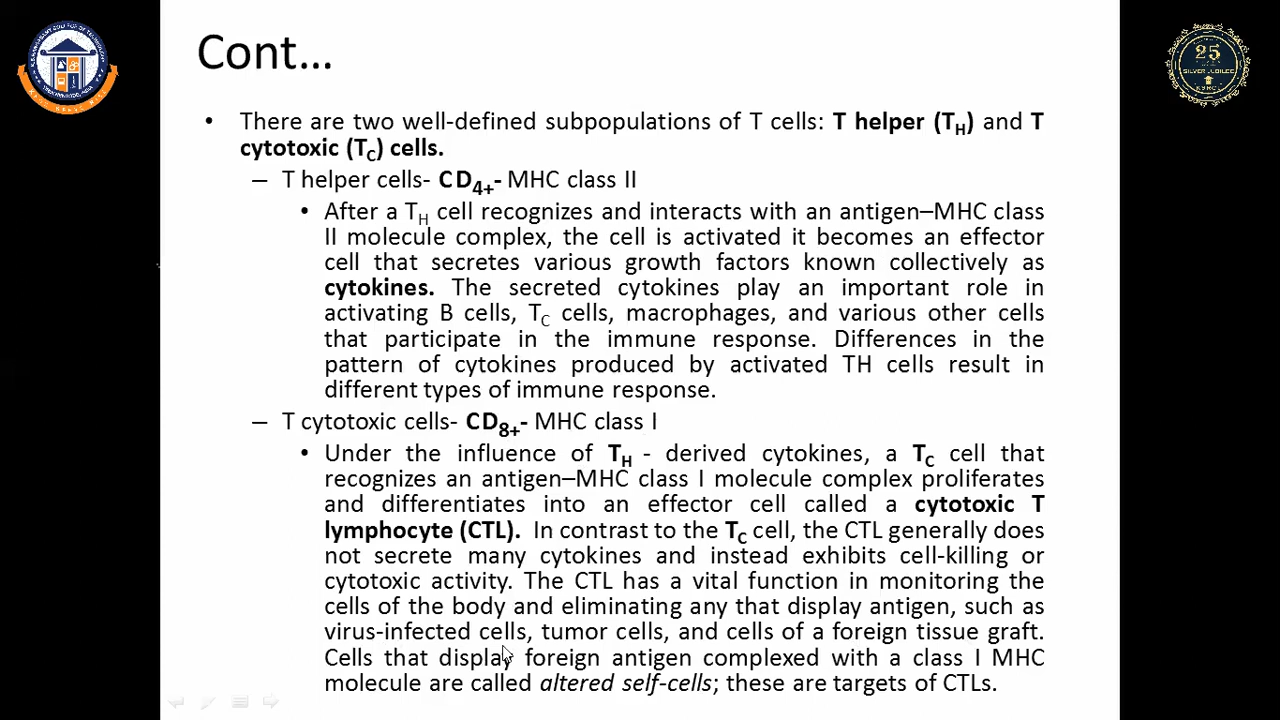 Cont...
• There are two well-defined subpopulations of T cells: T helper (TH) and T
cytotoxic (TC) cells.
– T helper cells- CD4+- MHC class II
• After a TH cell recognizes and interacts with an antigen–MHC class
II molecule complex, the cell is activated it becomes an effector
cell that secretes various growth factors known collectively as
cytokines. The secreted cytokines play an important role in
activating B cells, TC cells, macrophages, and various other cells
that participate in the immune response. Differences in the
pattern of cytokines produced by activated TH cells result in
different types of immune response.
– T cytotoxic cells- CD8+- MHC class I
• Under the influence of TH - derived cytokines, a TC cell that
recognizes an antigen–MHC class I molecule complex proliferates
and differentiates into an effector cell called a cytotoxic T
lymphocyte (CTL). In contrast to the TC cell, the CTL generally does
not secrete many cytokines and instead exhibits cell-killing or
cytotoxic activity. The CTL has a vital function in monitoring the
cells of the body and eliminating any that display antigen, such as
virus-infected cells, tumor cells, and cells of a foreign tissue graft.
Cells that display foreign antigen complexed with a class I MHC
molecule are called altered self-cells; these are targets of CTLs.
25
SILVER JUBILEE